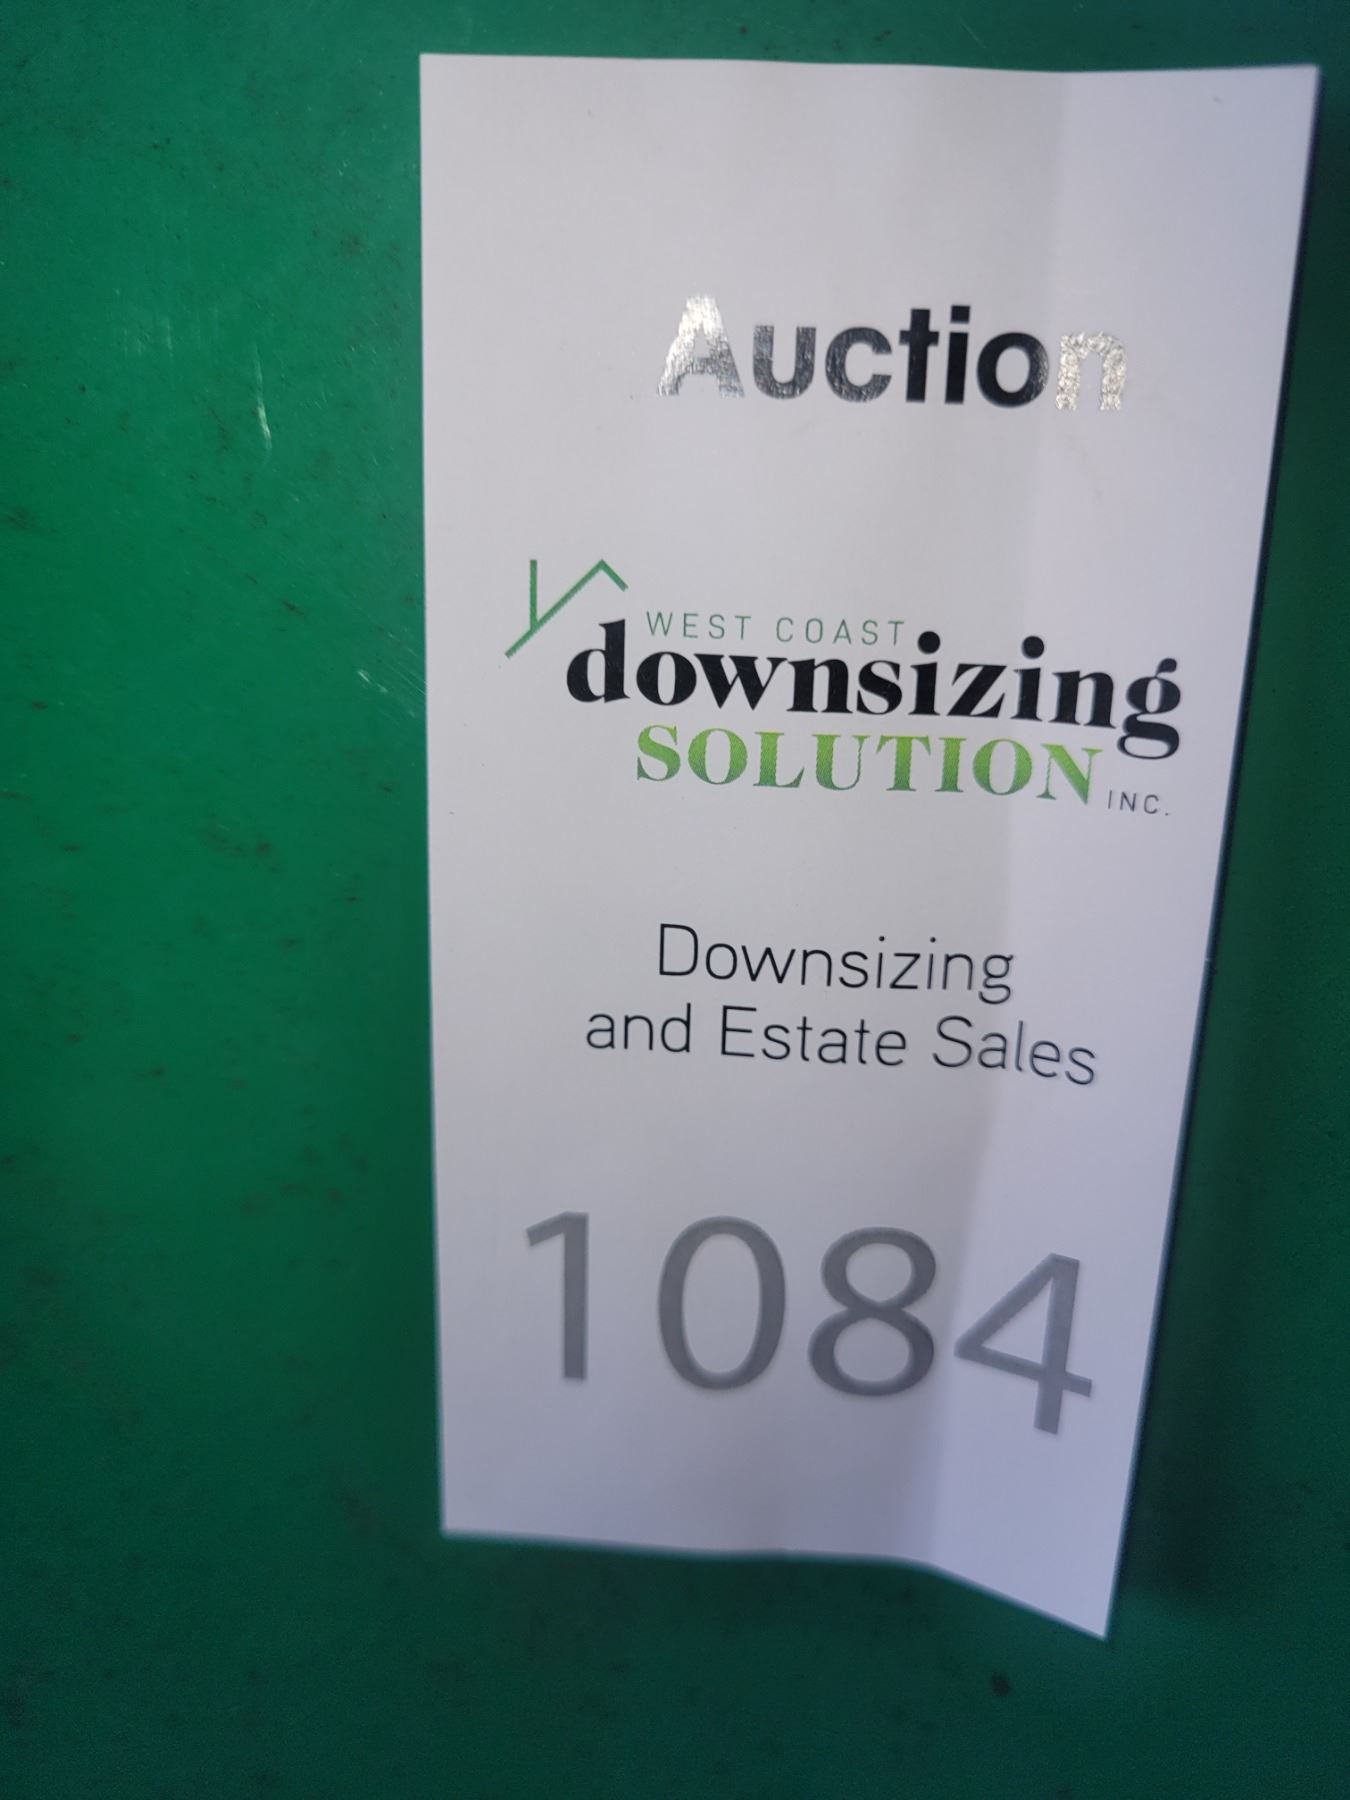 Auction
WEST COAST
downsizing
SOLUTION INC.
Downsizing
and Estate Sales
1084